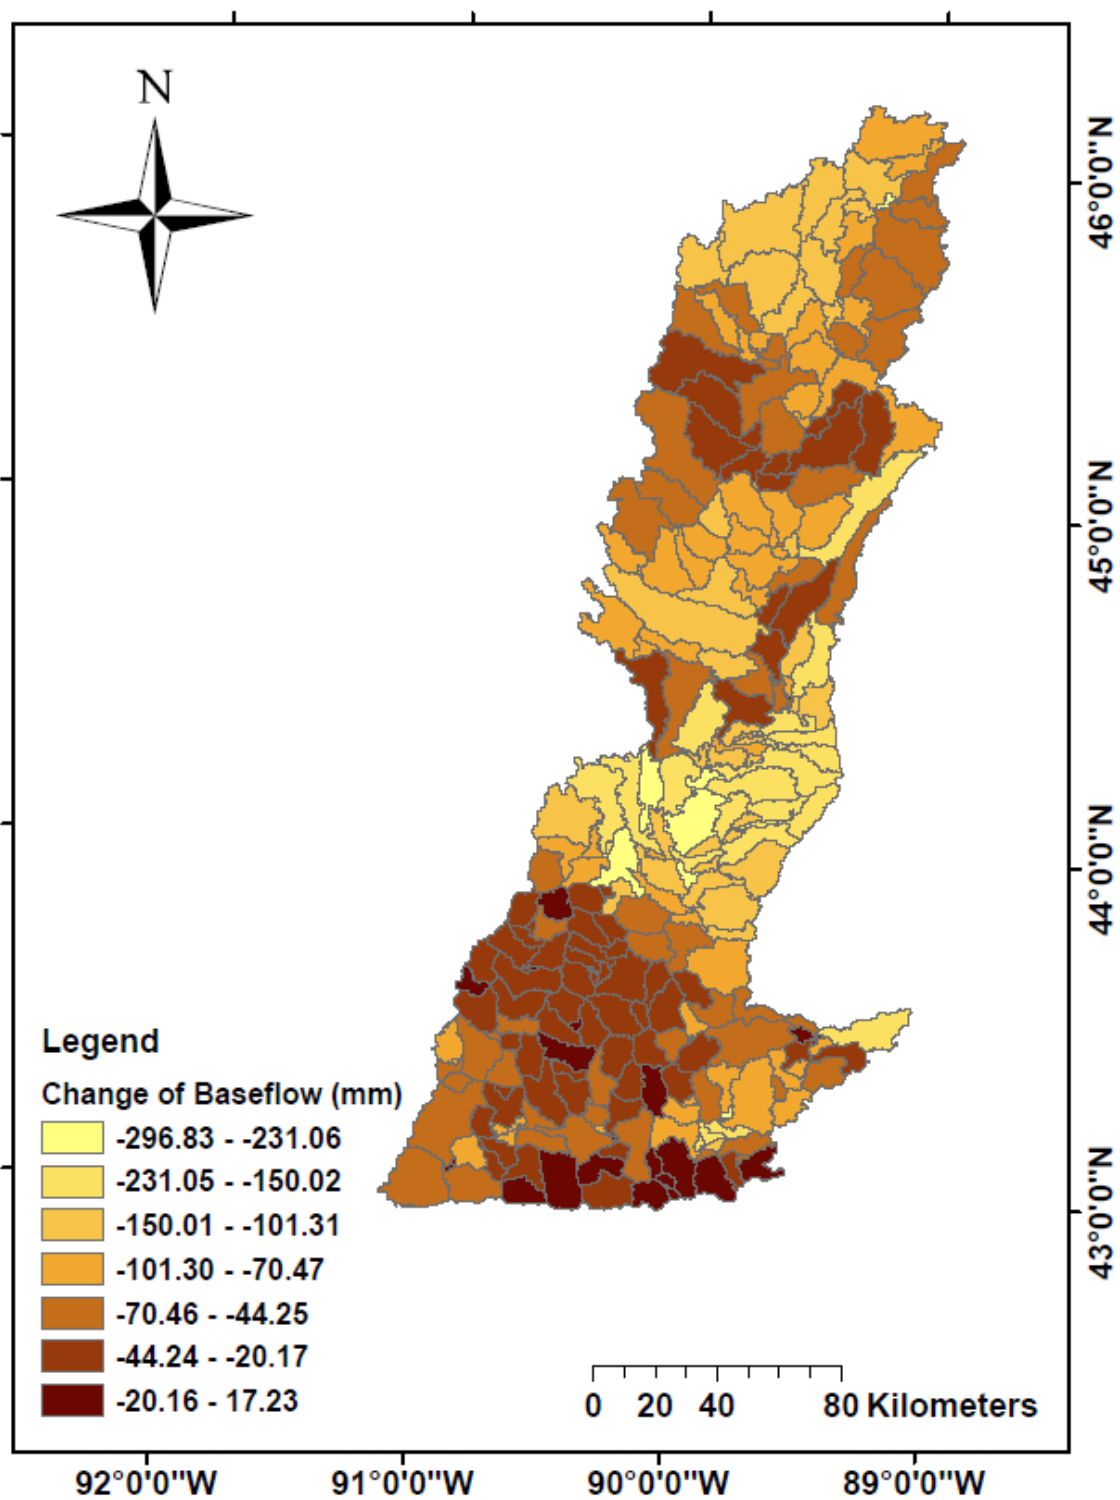 N
46°0'0"N
45°0'0"N
44°0'0"N
43°0'0"N
Legend
Change of Baseflow (mm)
-296.83 - -231.06
-231.05 - -150.02
-150.01 - -101.31
-101.30 - -70.47
-70.46 - -44.25
-44.24 - -20.17
-20.16 - 17.23
0 20 40 80 Kilometers
92°0'0"W 91°0'0"W 90°0'0"W 89°0'0"W